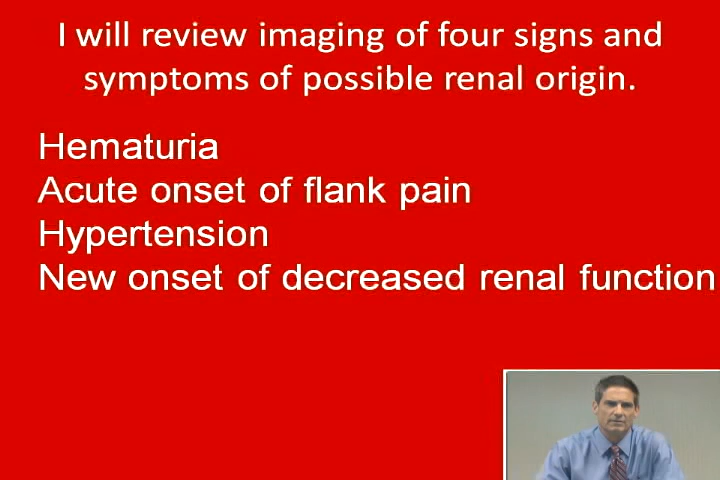 I will review imaging of four signs and
symptoms of possible renal origin.
Hematuria
Acute onset of flank pain
Hypertension
New onset of decreased renal function